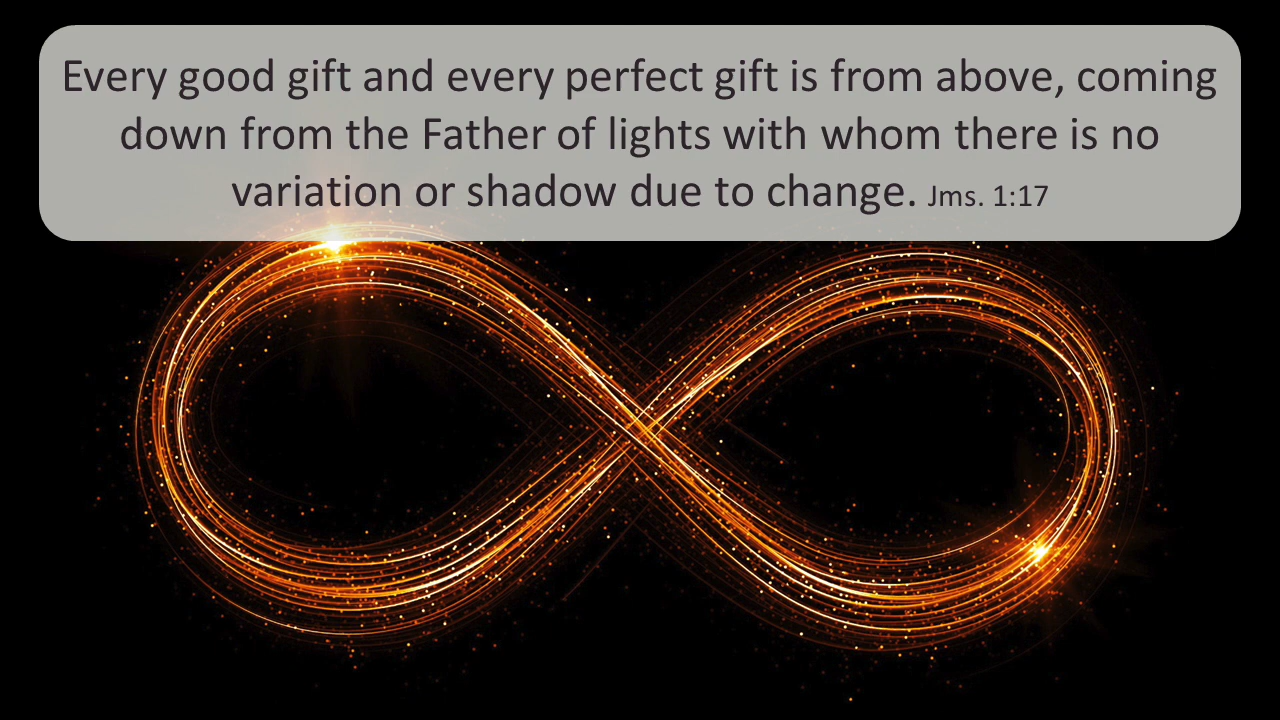 Every good gift and every perfect gift is from above, coming
down from the Father of lights with whom there is no
variation or shadow due to change. Jms. 1:17